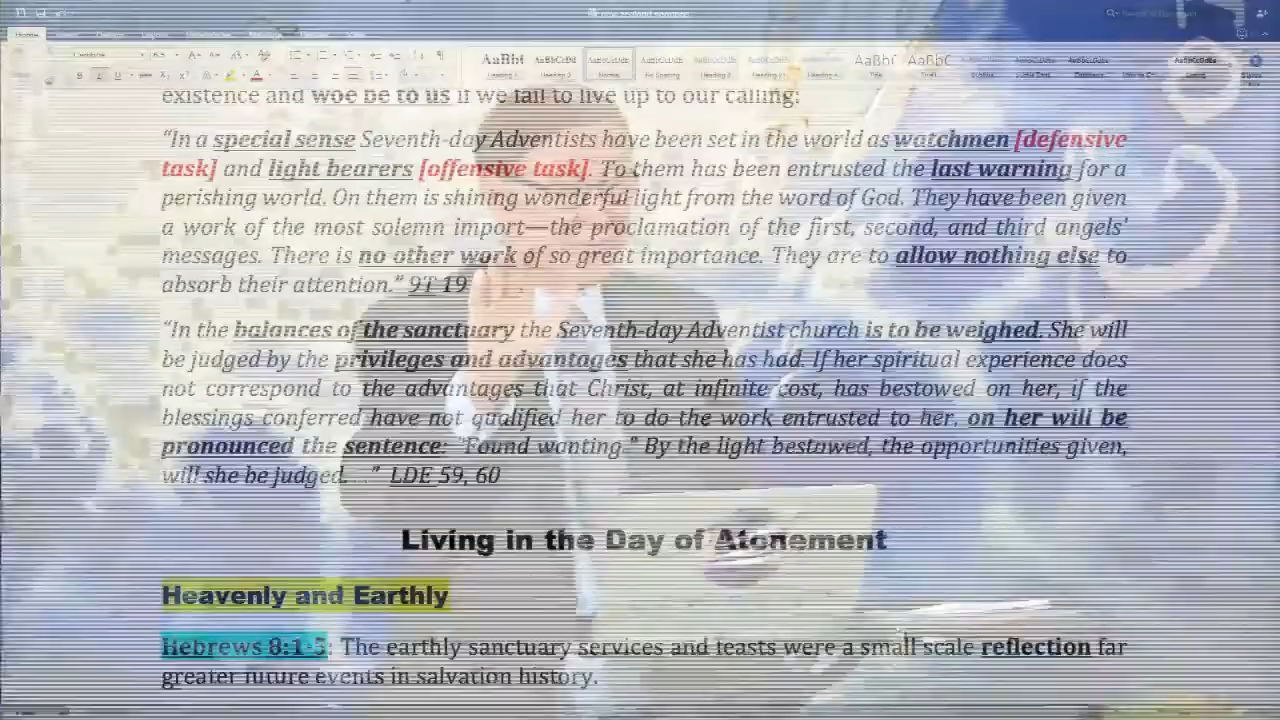 existence and woe be to us if we fail to live up to our calling:
“In a special sense Seventh-day Adventists have been set in the world as watchmen [defensive
task] and light bearers [offensive task]. To them has been entrusted the last warning for a
perishing world. On them is shining wonderful light from the word of God. They have been given
a work of the most solemn import—the proclamation of the first, second, and third angels’
messages. There is no other work of so great importance. They are to allow nothing else to
absorb their attention.” 9T 19
“In the balances of the sanctuary the Seventh-day Adventist church is to be weighed. She will
be judged by the privileges and advantages that she has had. If her spiritual experience does
not correspond to the advantages that Christ, at infinite cost, has bestowed on her, if the
blessings conferred have not qualified her to do the work entrusted to her, on her will be
pronounced the sentence: “Found wanting.” By the light bestowed, the opportunities given,
will she be judged. . . .” LDE 59, 60
Living in the Day of Atonement
Heavenly and Earthly
Hebrews 8:1-5: The earthly sanctuary services and feasts were a small scale reflection far
greater future events in salvation history.